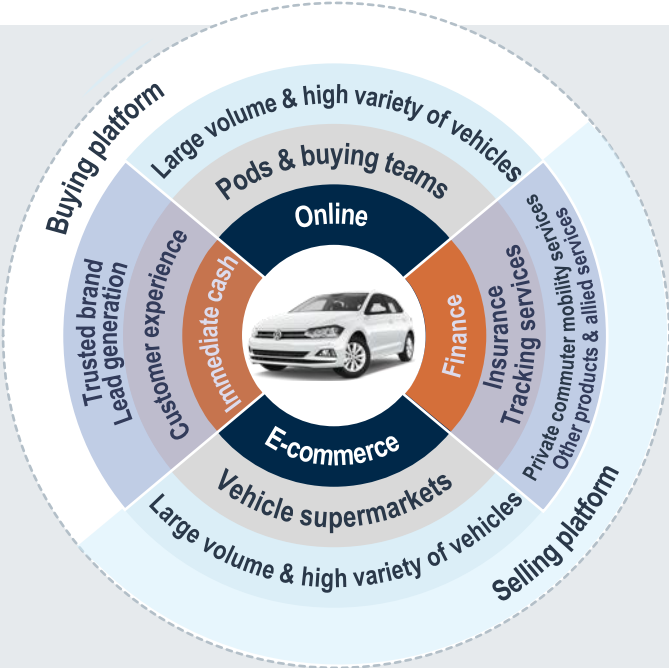 Buying platform
Large volume & high variety of vehicles
Pods & buying teams
Online
Trusted brand
Lead generation
Customer experience
Immediate cash
Finance
Insurance
Tracking services
Private commuter mobility services
Other products & allied services
E-commerce
Vehicle supermarkets
Large volume & high variety of vehicles
Selling platform